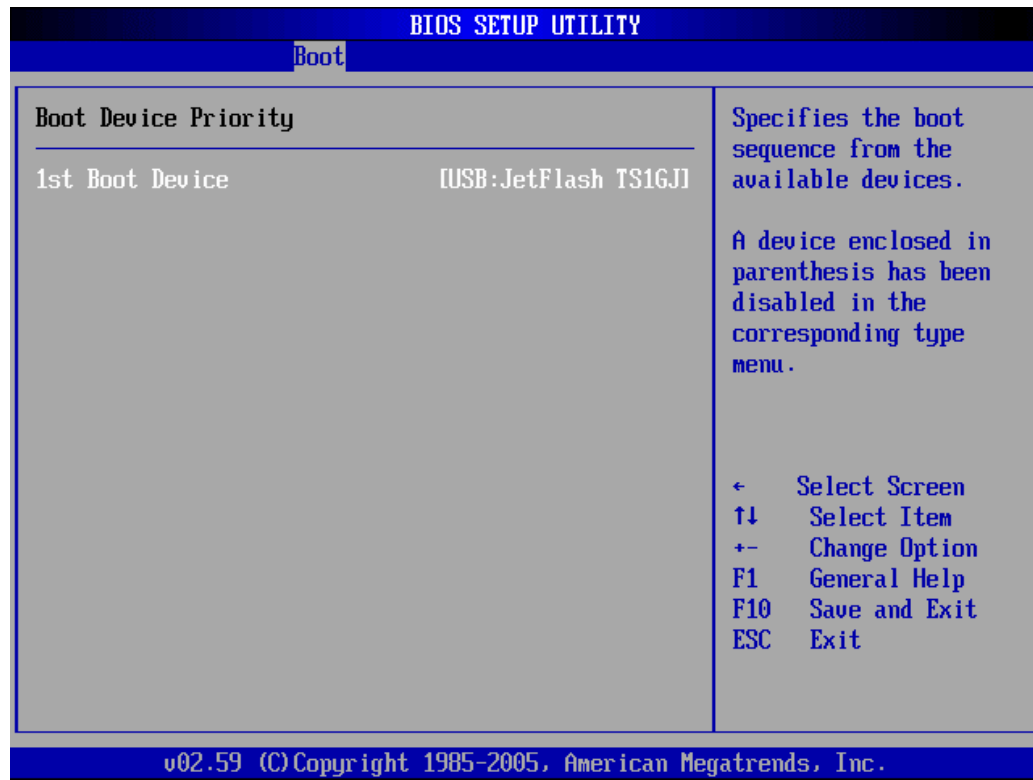 BIOS SETUP UTILITY
Boot
Boot Device Priority
1st Boot Device [USB:JetFlash TS1GJ]
Specifies the boot
sequence from the
available devices.
A device enclosed in
parenthesis has been
disabled in the
corresponding type
menu.
← Select Screen
↑↓ Select Item
+- Change Option
F1 General Help
F10 Save and Exit
ESC Exit
v02.59 (C)Copyright 1985-2005, American Megatrends, Inc.